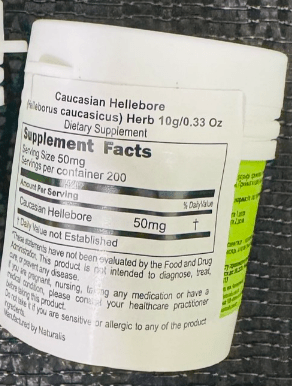 Caucasian Hellebore
(Helleborus caucasicus) Herb 10g/0.33 Oz
Dietary Supplement
Supplement Facts
Serving Size 50mg
Servings per container 200
Amount Per Serving % Daily Value
Caucasian Hellebore 50mg †
† Daily Value not Established
These statements have not been evaluated by the Food and Drug
Administration. This product is not intended to diagnose, treat,
cure, or prevent any disease.
If you are pregnant, nursing, taking any medication or have a
medical condition, please consult your healthcare practitioner
before using this product.
Do not take it if you are sensitive or allergic to any of the product
ingredients.
Manufactured by Naturalis